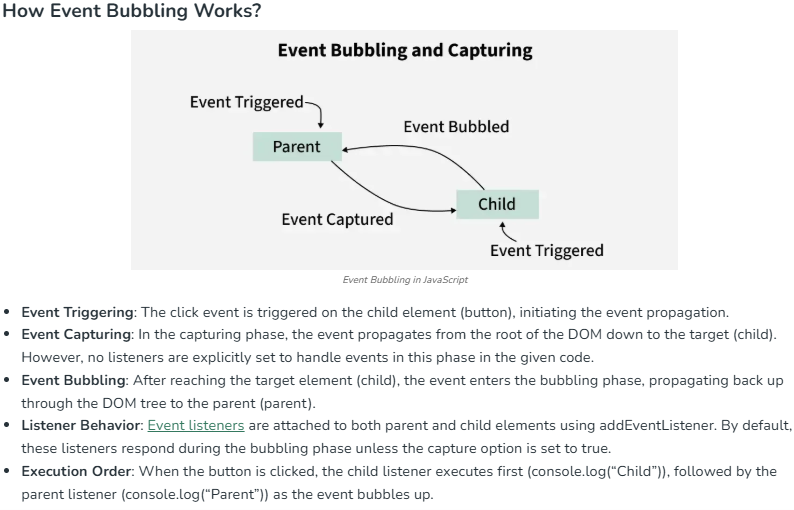 How Event Bubbling Works?
Event Bubbling and Capturing
Event Triggered
Event Bubbled
Parent
Child
Event Captured
Event Triggered
Event Bubbling in JavaScript
• Event Triggering: The click event is triggered on the child element (button), initiating the event propagation.
• Event Capturing: In the capturing phase, the event propagates from the root of the DOM down to the target (child).
However, no listeners are explicitly set to handle events in this phase in the given code.
• Event Bubbling: After reaching the target element (child), the event enters the bubbling phase, propagating back up
through the DOM tree to the parent (parent).
• Listener Behavior: Event listeners are attached to both parent and child elements using addEventListener. By default,
these listeners respond during the bubbling phase unless the capture option is set to true.
• Execution Order: When the button is clicked, the child listener executes first (console.log(“Child”)), followed by the
parent listener (console.log(“Parent”)) as the event bubbles up.